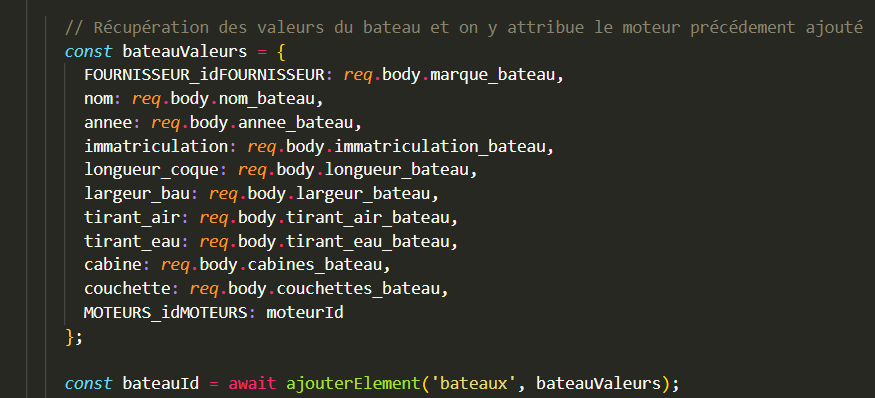 // Récupération des valeurs du bateau et on y attribue le moteur précédement ajouté
const bateauValeurs = {
FOURNISSEUR_idFOURNISSEUR: req.body.marque_bateau,
nom: req.body.nom_bateau,
annee: req.body.annee_bateau,
immatriculation: req.body.immatriculation_bateau,
longueur_coque: req.body.longueur_bateau,
largeur_bau: req.body.largeur_bateau,
tirant_air: req.body.tirant_air_bateau,
tirant_eau: req.body.tirant_eau_bateau,
cabine: req.body.cabines_bateau,
couchette: req.body.couchettes_bateau,
MOTEURS_idMOTEURS: moteurId
};
const bateauId = await ajouterElement('bateaux', bateauValeurs);